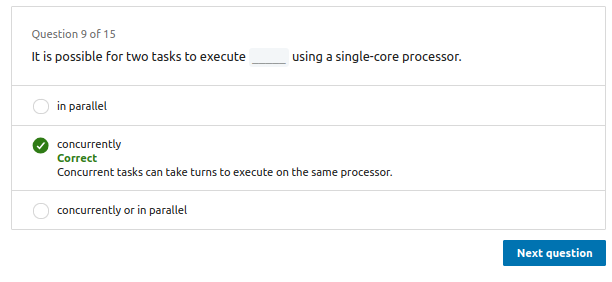 Question 9 of 15
It is possible for two tasks to execute _____ using a single-core processor.
in parallel
concurrently
Correct
Concurrent tasks can take turns to execute on the same processor.
concurrently or in parallel
Next question